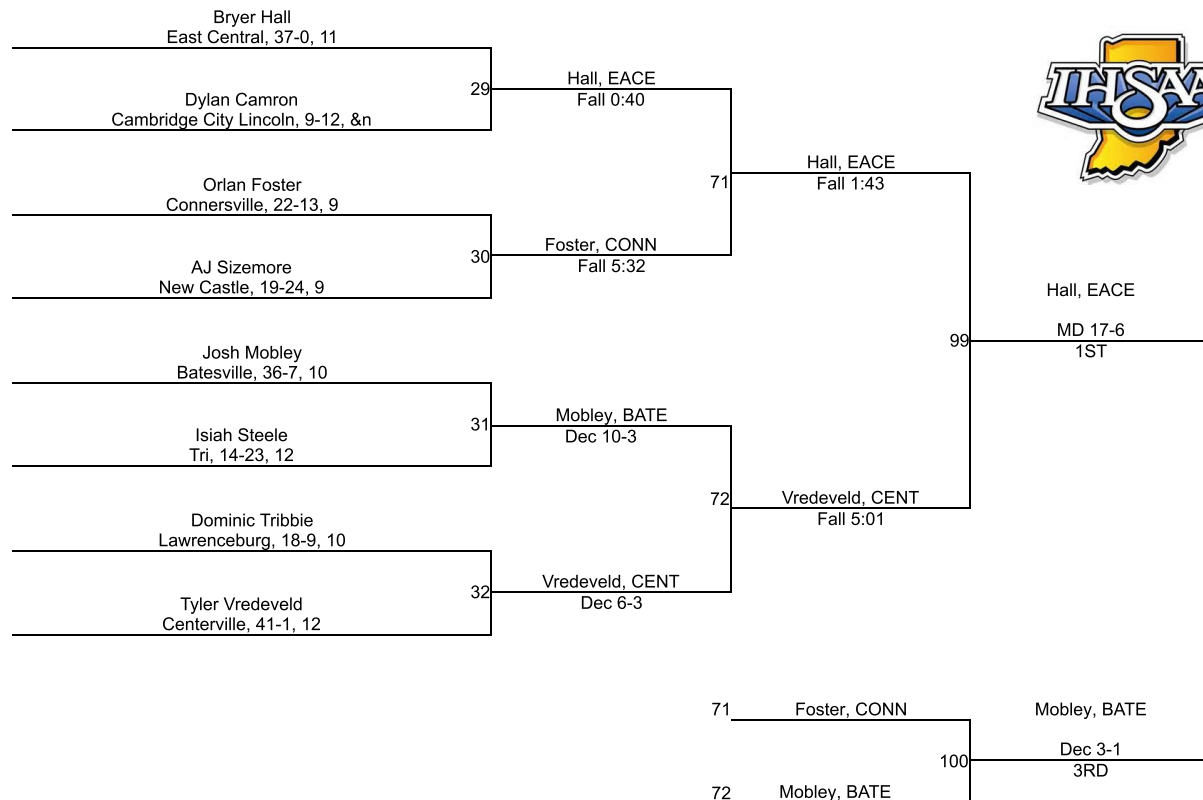 Bryer Hall
East Central, 37-0, 11
29
Hall, EACE
Fall 0:40
Dylan Camron
Cambridge City Lincoln, 9-12, &n
IHSAA
Hall, EACE
Fall 1:43
71
Orlan Foster
Connersville, 22-13, 9
30
Foster, CONN
Fall 5:32
AJ Sizemore
New Castle, 19-24, 9
Hall, EACE
99
MD 17-6
1ST
Josh Mobley
Batesville, 36-7, 10
31
Mobley, BATE
Dec 10-3
Isiah Steele
Tri, 14-23, 12
72
Vredeveld, CENT
Fall 5:01
Dominic Tribbie
Lawrenceburg, 18-9, 10
32
Vredeveld, CENT
Dec 6-3
Tyler Vredeveld
Centerville, 41-1, 12
71
Foster, CONN
Mobley, BATE
100
Dec 3-1
3RD
72
Mobley, BATE